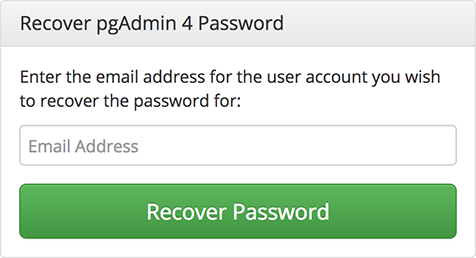 Recover pgAdmin 4 Password
Enter the email address for the user account you wish
to recover the password for:
Email Address
Recover Password